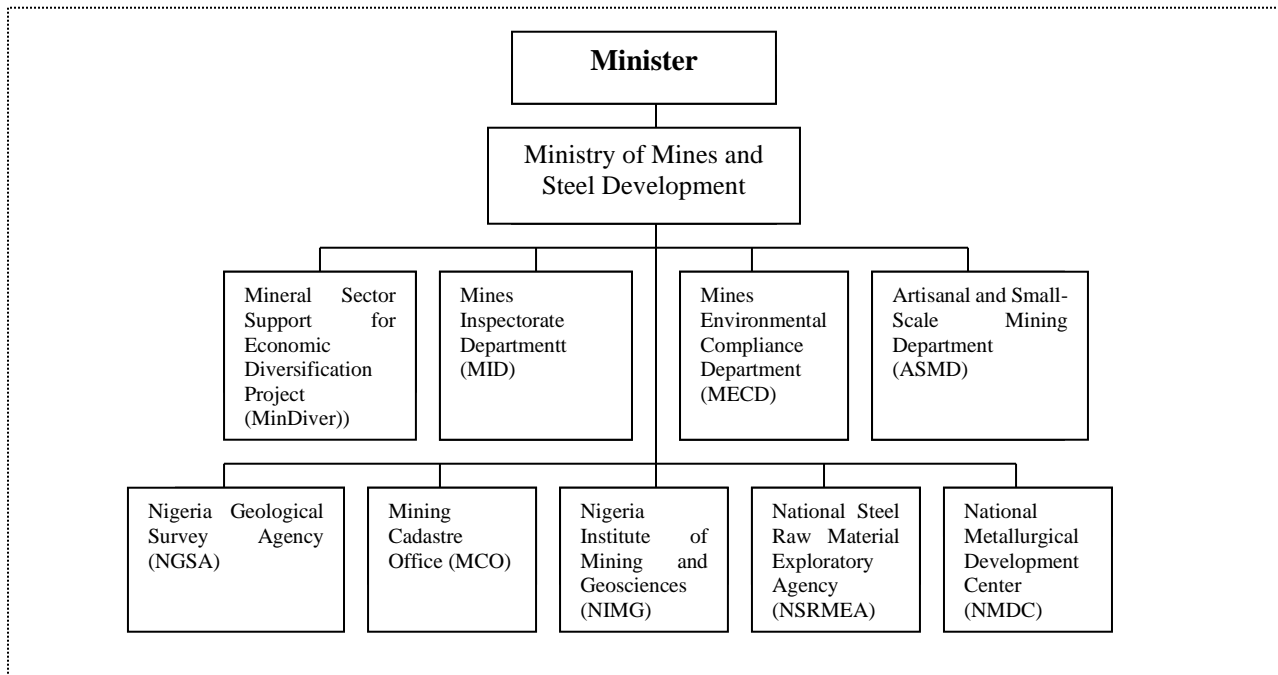 Minister
Ministry of Mines and
Steel Development
Mineral Sector
Support for
Economic
Diversification
Project
(MinDiver))
Mines
Inspectorate
Departmentt
(MID)
Mines
Environmental
Compliance
Department
(MECD)
Artisanal and Small-
Scale Mining
Department
(ASMD)
Nigeria Geological
Survey Agency
(NGSA)
Mining
Cadastre
Office (MCO)
Nigeria
Institute of
Mining and
Geosciences
(NIMG)
National Steel
Raw Material
Exploratory
Agency
(NSRMEA)
National
Metallurgical
Development
Center
(NMDC)